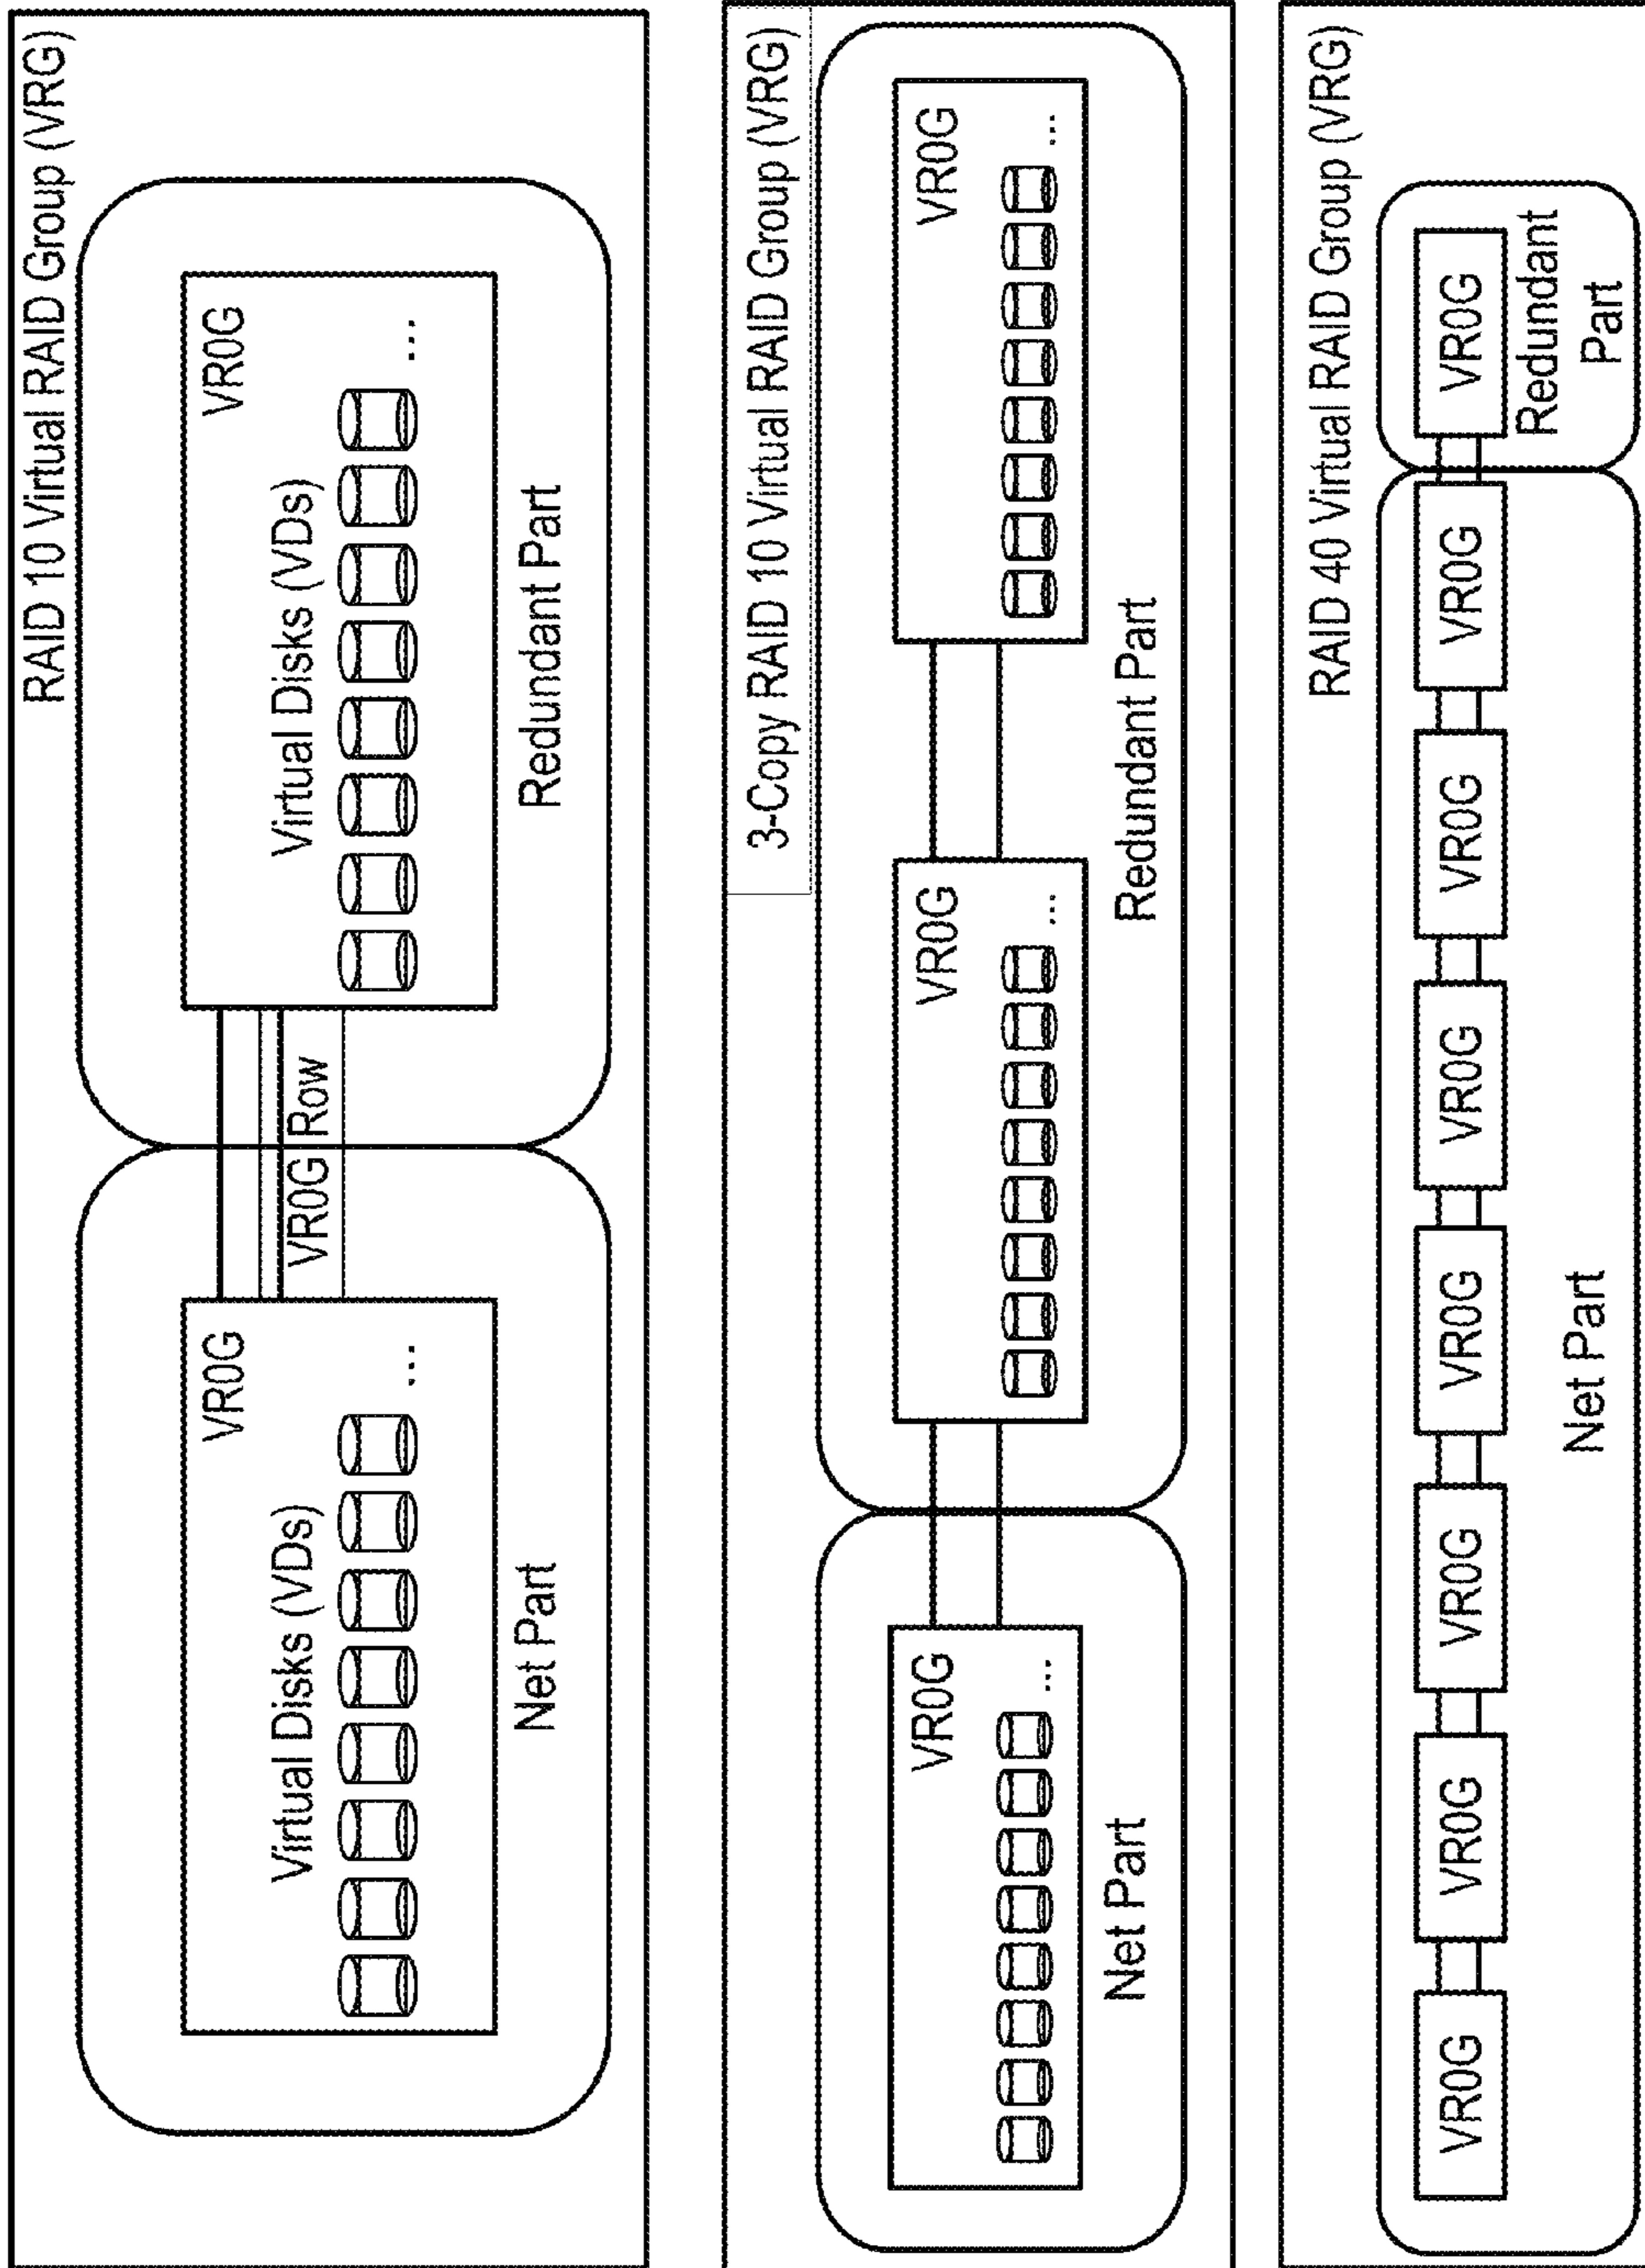 RAID 10 Virtual RAID Group (VRG)
VR0G
Virtual Disks (VDs)
...
Net Part
VR0G Row
VR0G
Virtual Disks (VDs)
...
Redundant Part
3-Copy RAID 10 Virtual RAID Group (VRG)
VR0G
...
Net Part
VR0G
...
VR0G
...
Redundant Part
RAID 40 Virtual RAID Group (VRG)
VR0G
VR0G
VR0G
VR0G
VR0G
VR0G
VR0G
Net Part
VR0G
Redundant
Part